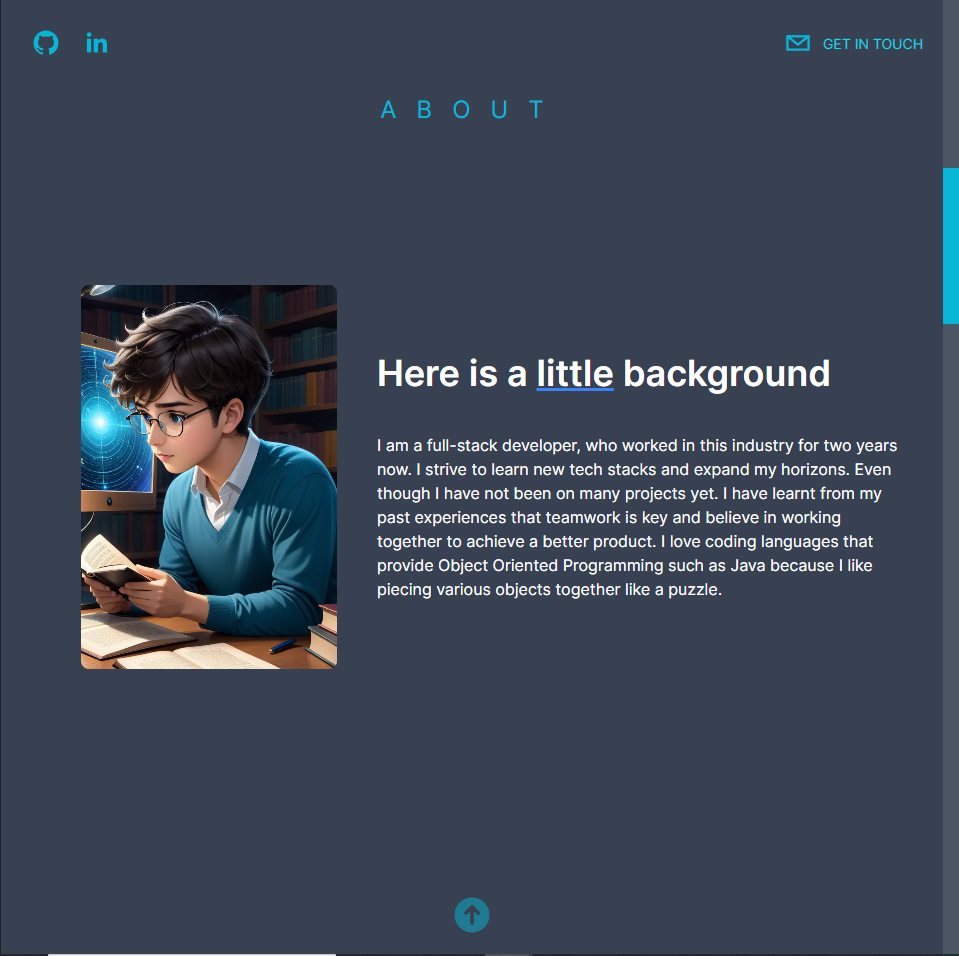 in
GET IN TOUCH
ABOUT
Here is a little background
I am a full-stack developer, who worked in this industry for two years
now. I strive to learn new tech stacks and expand my horizons. Even
though I have not been on many projects yet. I have learnt from my
past experiences that teamwork is key and believe in working
together to achieve a better product. I love coding languages that
provide Object Oriented Programming such as Java because I like
piecing various objects together like a puzzle.